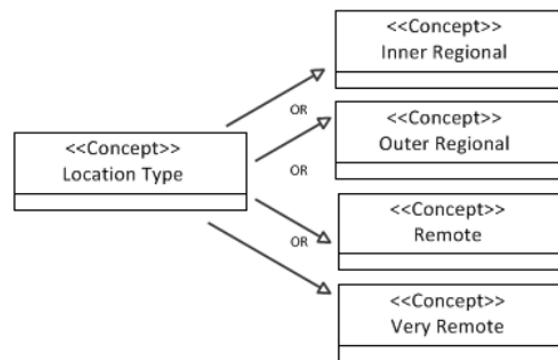 <<Concept>>
Inner Regional
OR
<<Concept>>
Outer Regional
<<Concept>>
Location Type
OR
<<Concept>>
Remote
OR
<<Concept>>
Very Remote